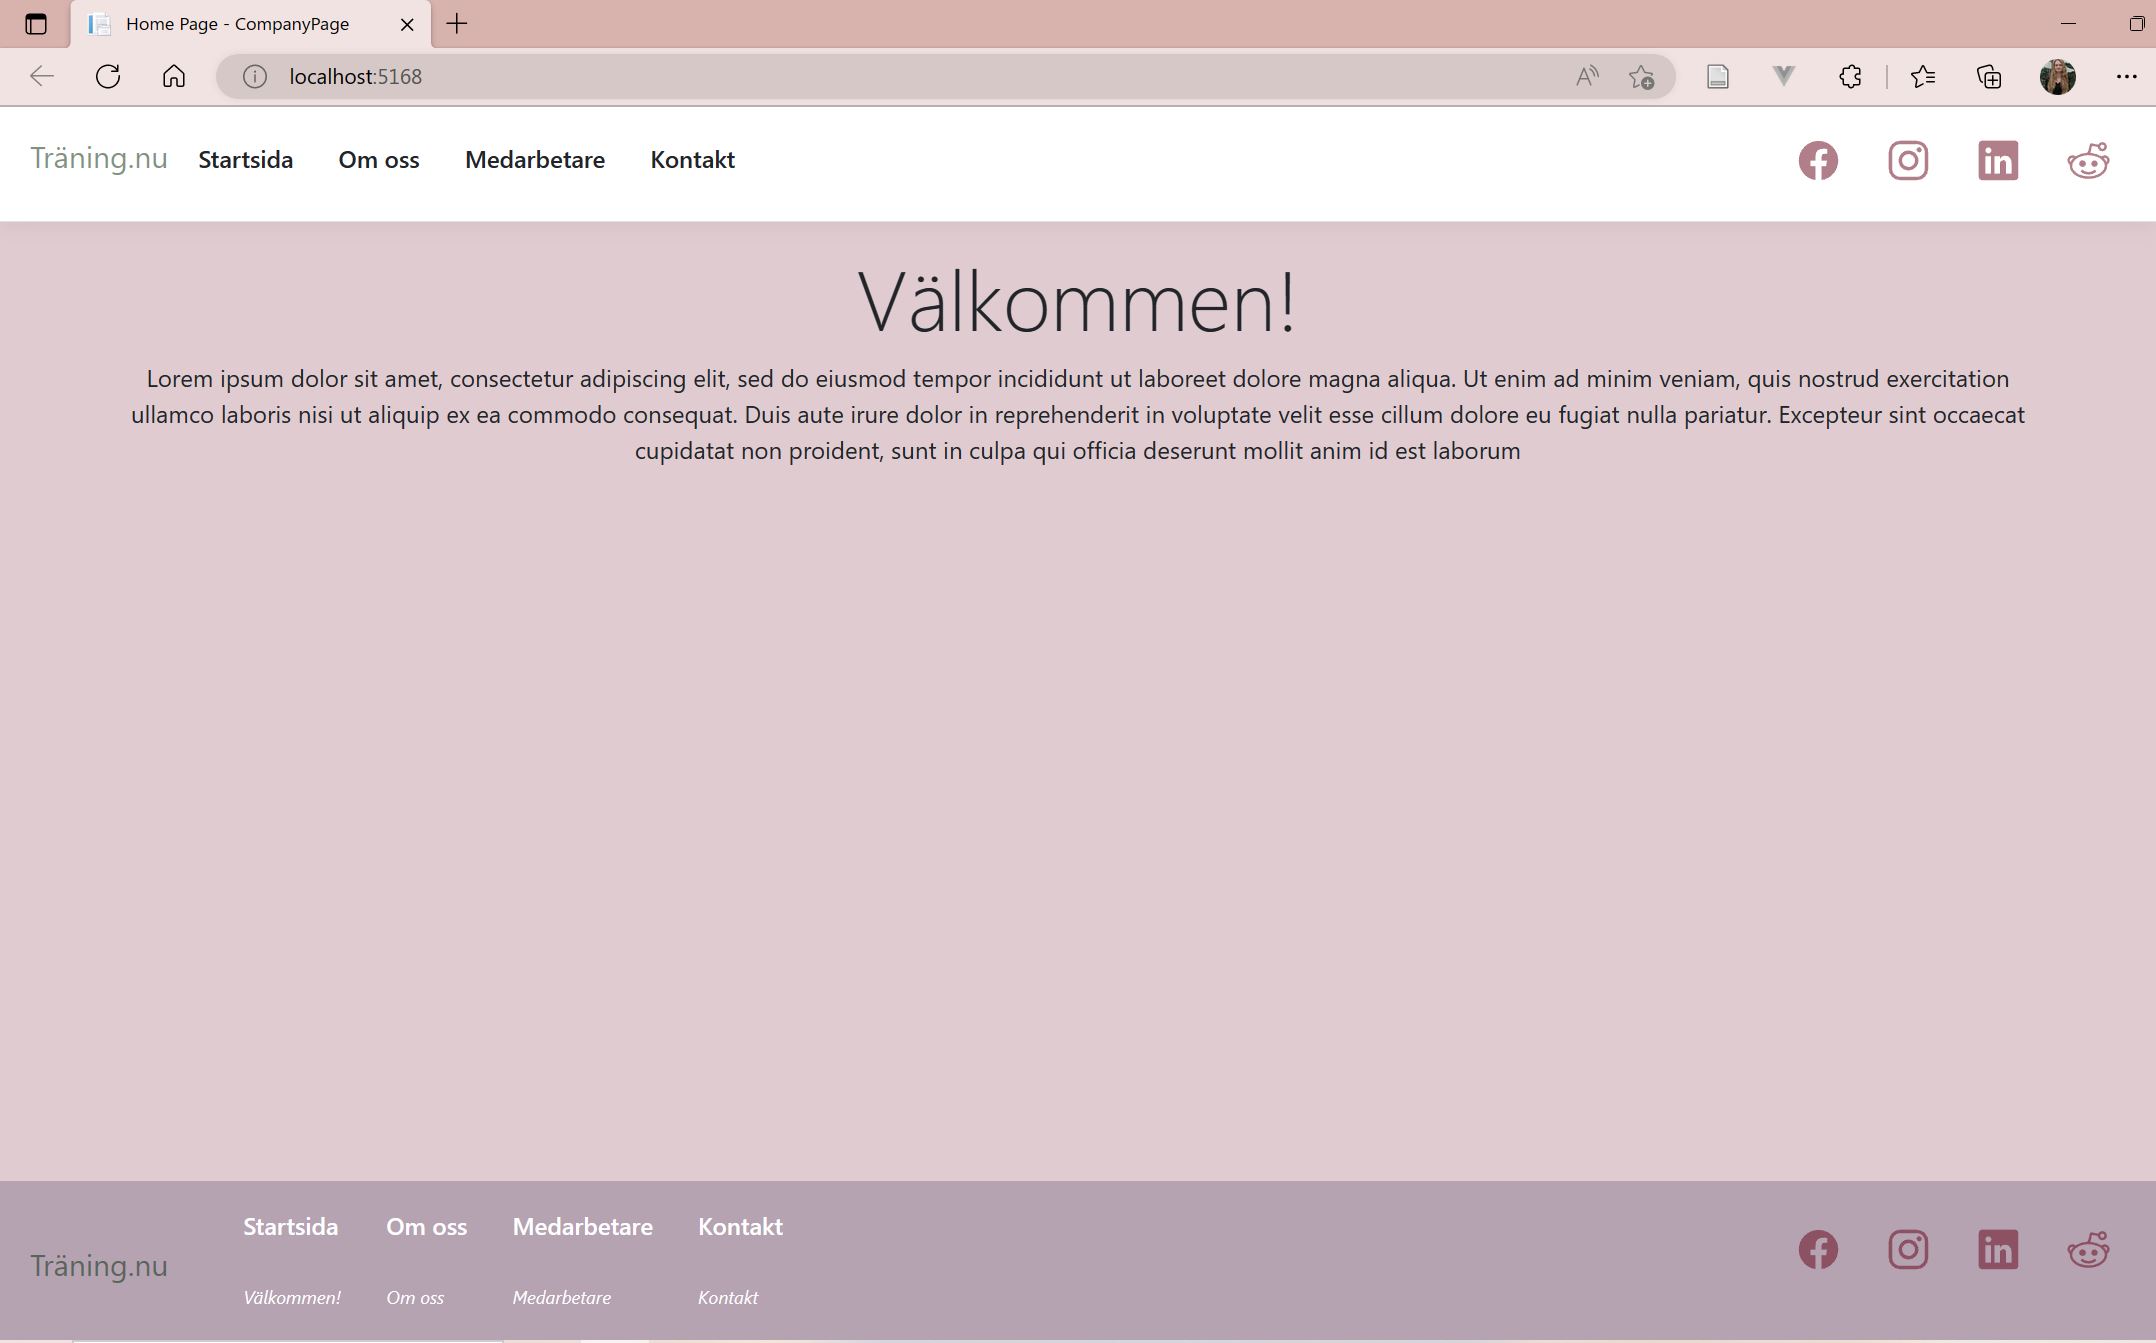 Home Page - CompanyPage
localhost:5168
Träning.nu Startsida Om oss Medarbetare Kontakt
Välkommen!
Lorem ipsum dolor sit amet, consectetur adipiscing elit, sed do eiusmod tempor incididunt ut laboreet dolore magna aliqua. Ut enim ad minim veniam, quis nostrud exercitation
ullamco laboris nisi ut aliquip ex ea commodo consequat. Duis aute irure dolor in reprehenderit in voluptate velit esse cillum dolore eu fugiat nulla pariatur. Excepteur sint occaecat
cupidatat non proident, sunt in culpa qui officia deserunt mollit anim id est laborum
Startsida Om oss Medarbetare Kontakt
Träning.nu
Välkommen! Om oss Medarbetare Kontakt